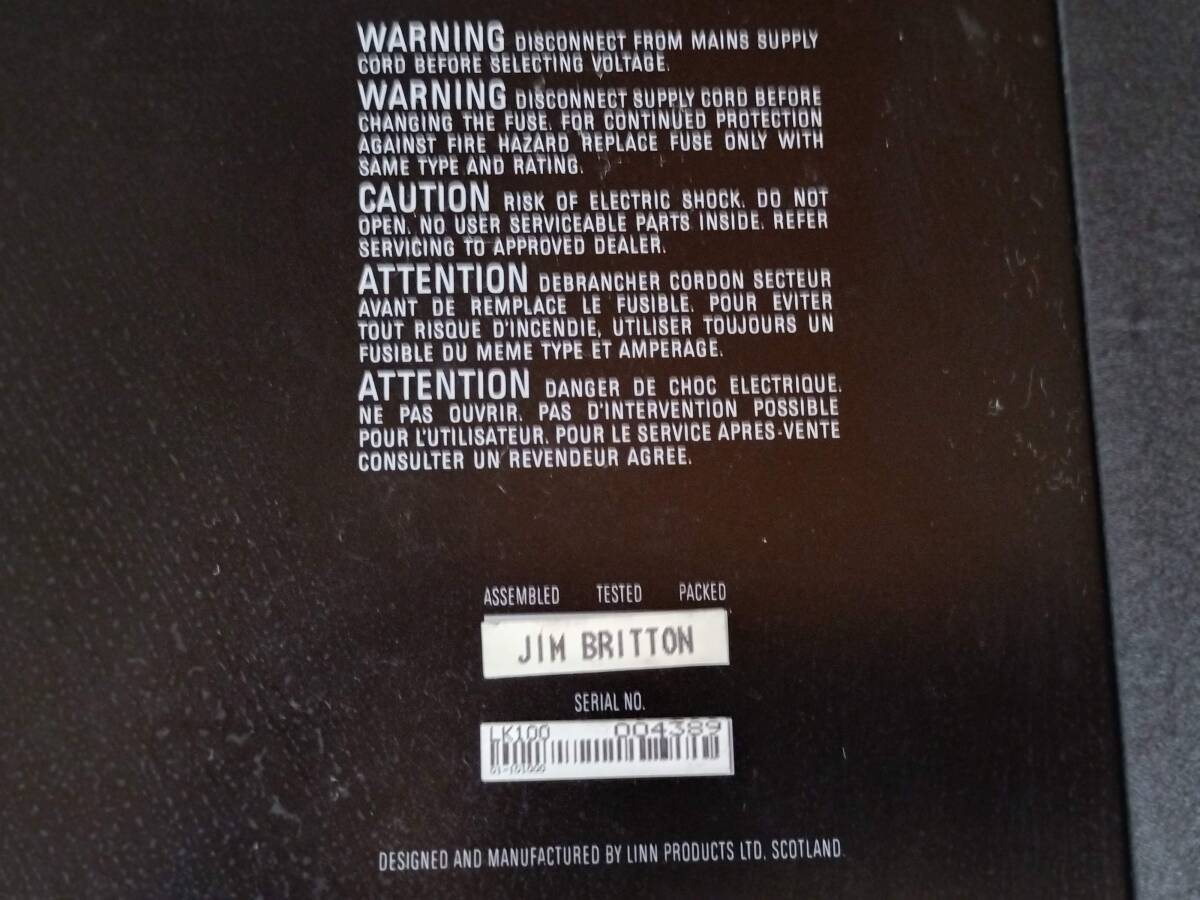 WARNING DISCONNECT FROM MAINS SUPPLY
CORD BEFORE SELECTING VOLTAGE.
WARNING DISCONNECT SUPPLY CORD BEFORE
CHANGING THE FUSE. FOR CONTINUED PROTECTION
AGAINST FIRE HAZARD REPLACE FUSE ONLY WITH
SAME TYPE AND RATING.
CAUTION RISK OF ELECTRIC SHOCK. DO NOT
OPEN. NO USER SERVICEABLE PARTS INSIDE. REFER
SERVICING TO APPROVED DEALER.
ATTENTION DEBRANCHER CORDON SECTEUR
AVANT DE REMPLACE LE FUSIBLE. POUR EVITER
TOUT RISQUE D'INCENDIE, UTILISER TOUJOURS UN
FUSIBLE DU MEME TYPE ET AMPERAGE.
ATTENTION DANGER DE CHOC ELECTRIQUE.
NE PAS OUVRIR. PAS D'INTERVENTION POSSIBLE
POUR L'UTILISATEUR. POUR LE SERVICE APRES-VENTE
CONSULTER UN REVENDEUR AGREE.
ASSEMBLED TESTED PACKED
JIM BRITTON
SERIAL NO.
LK100 004389
DESIGNED AND MANUFACTURED BY LINN PRODUCTS LTD. SCOTLAND.